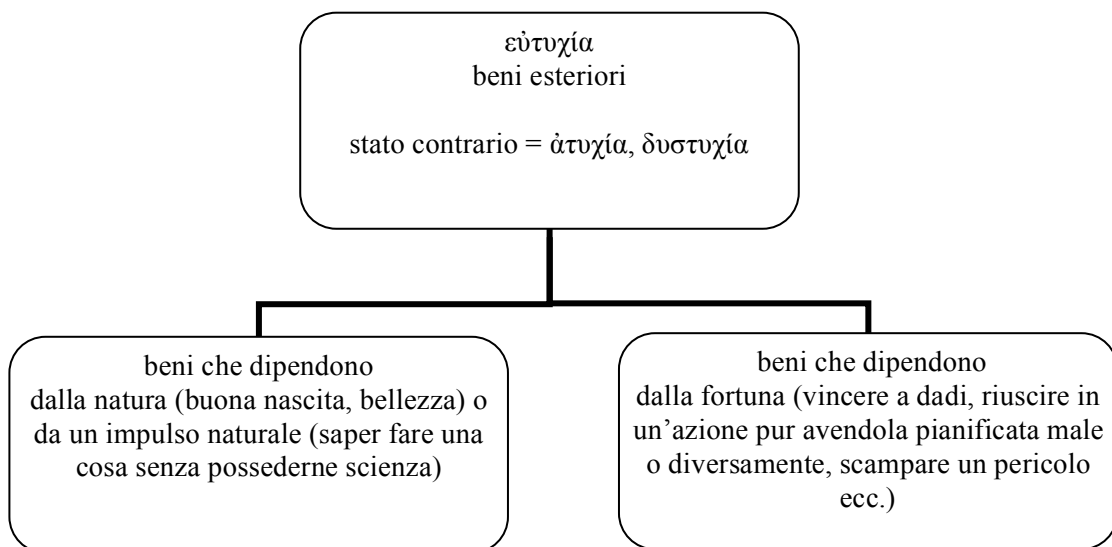 εὐτυχία
beni esteriori
stato contrario = ἀτυχία, δυστυχία
beni che dipendono
dalla natura (buona nascita, bellezza) o
da un impulso naturale (saper fare una
cosa senza possederne scienza)
beni che dipendono
dalla fortuna (vincere a dadi, riuscire in
un’azione pur avendola pianificata male
o diversamente, scampare un pericolo
ecc.)